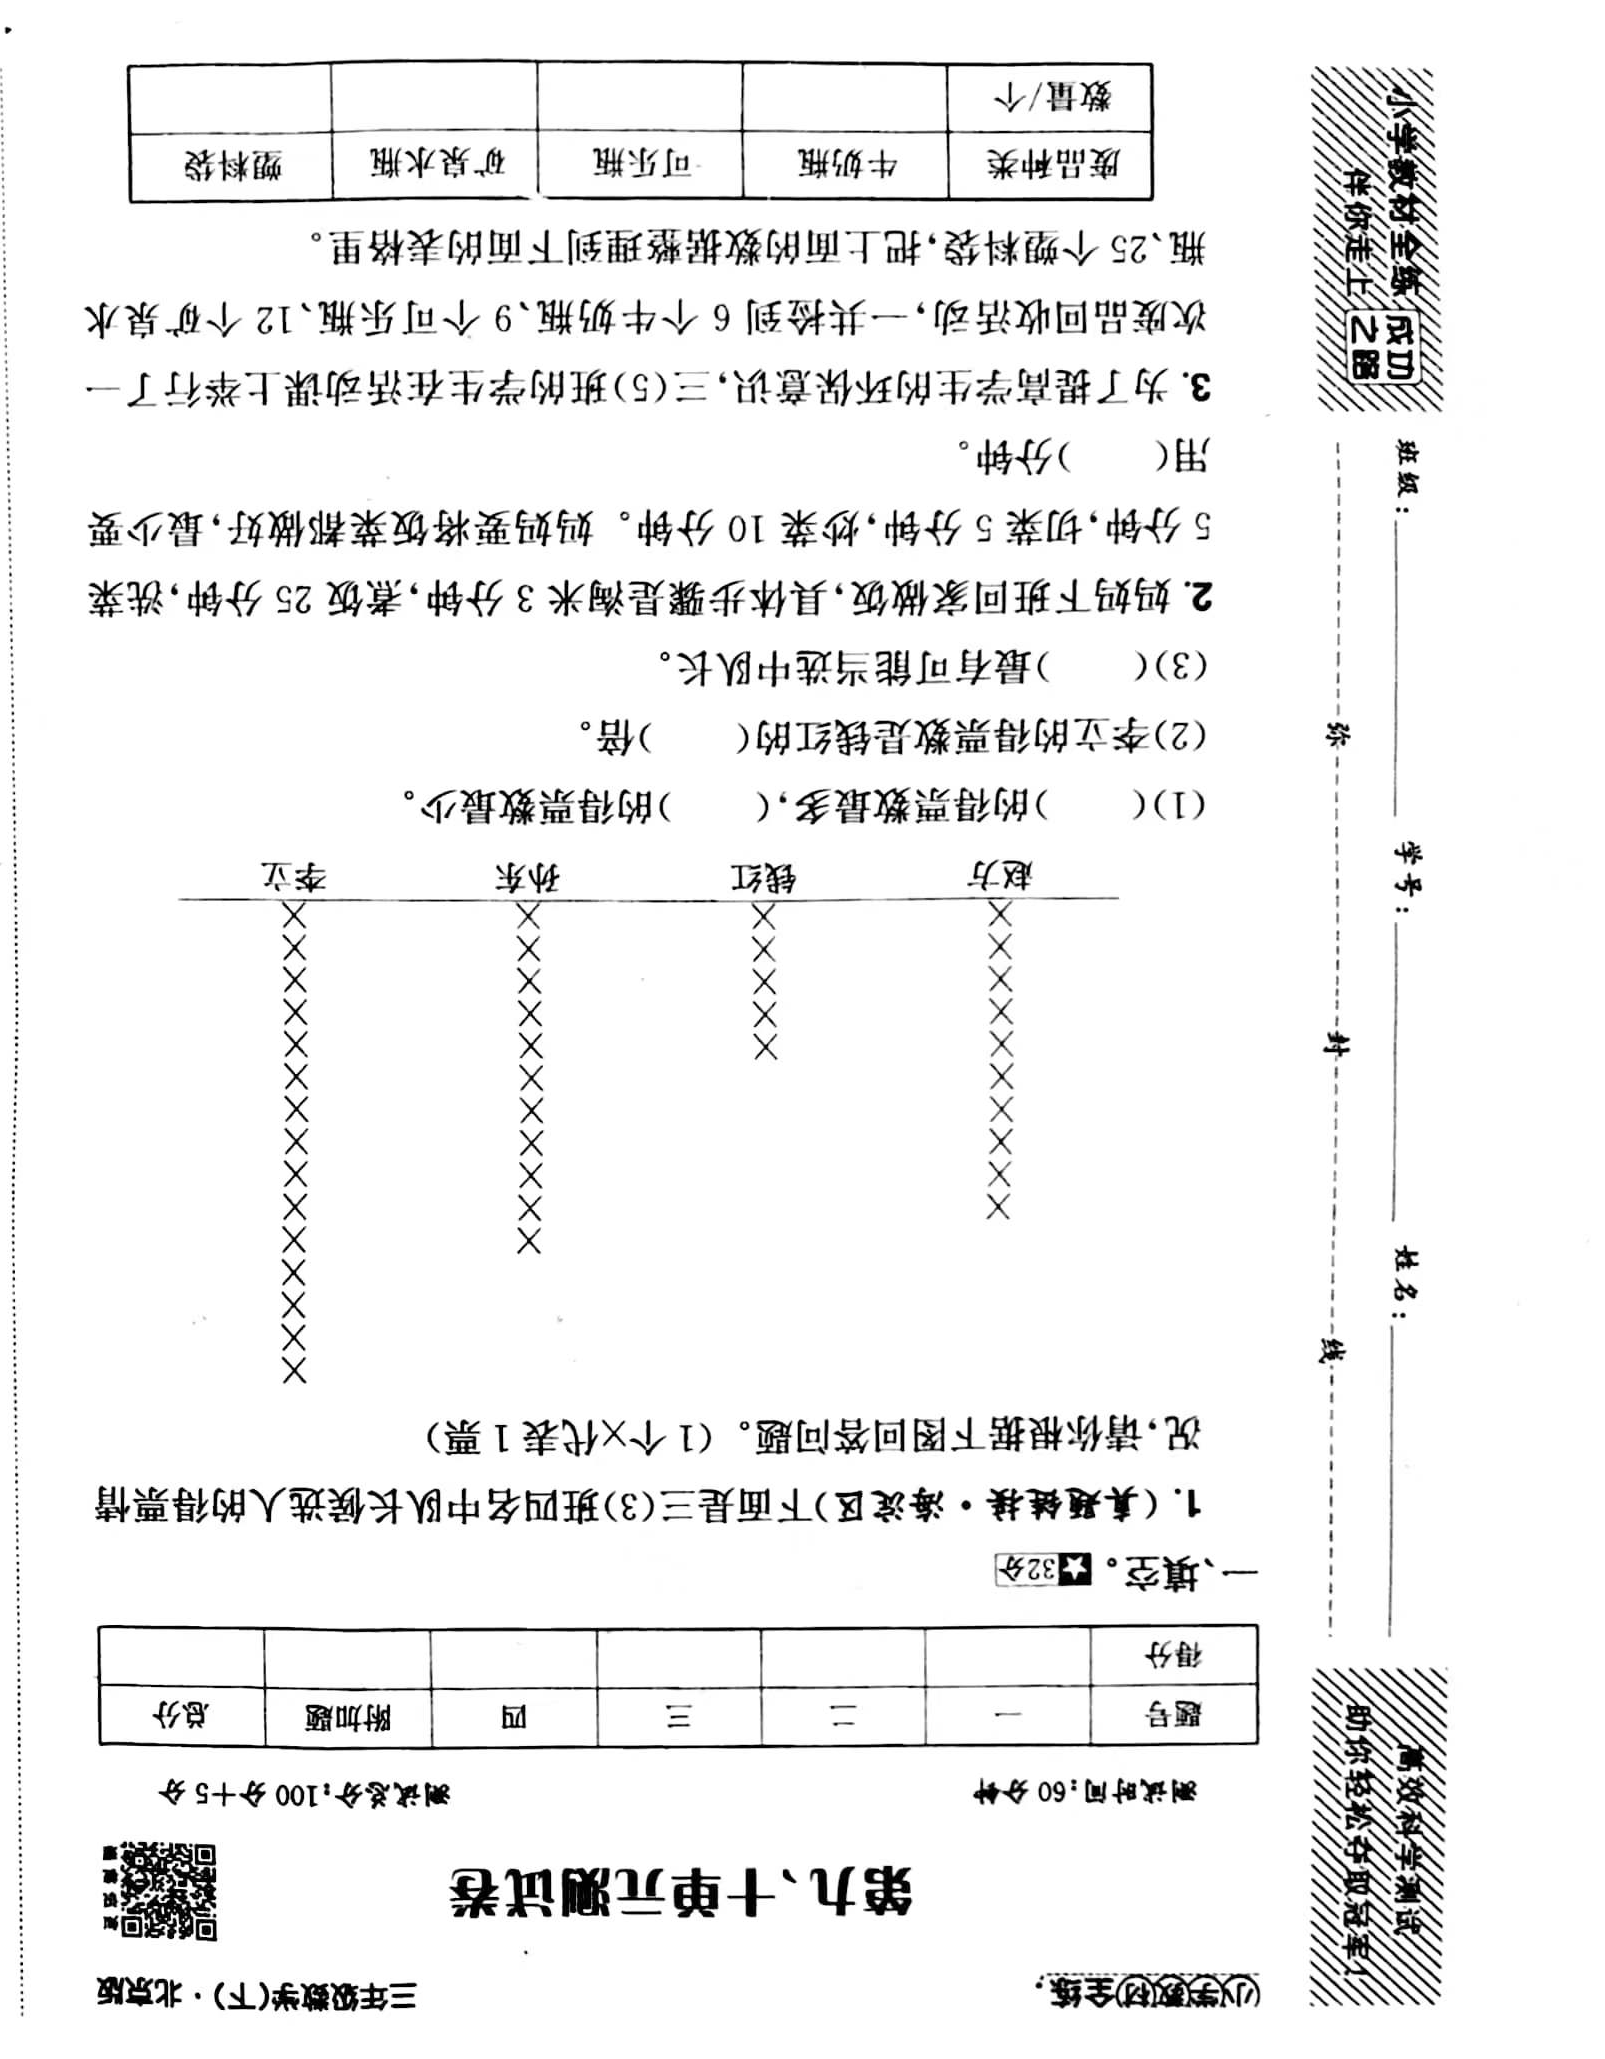 小学教材全练
三年级数学(下)·北京版
第九、十单元测试卷
测试时间:60分钟
测试总分:100分+5分
题号 一 二 三 四 附加题 总分
得分
一、填空。★32分
1.(真题链接·海淀区)下面是三(3)班四名中队长候选人的得票情
况,请你根据下图回答问题。(1个×代表1票)
赵方 钱红 孙东 李立
(1)(  )的得票数最多,(  )的得票数最少。
(2)李立的得票数是钱红的(  )倍。
(3)(  )最有可能当选中队长。
2.妈妈下班回家做饭,具体步骤是淘米3分钟,煮饭25分钟,洗菜
5分钟,切菜5分钟,炒菜10分钟。妈妈要将饭菜都做好,最少要
用(  )分钟。
3.为了提高学生的环保意识,三(5)班的学生在活动课上举行了一
次废品回收活动,一共捡到6个牛奶瓶、9个可乐瓶、12个矿泉水
瓶、25个塑料袋,把上面的数据整理到下面的表格里。
废品种类 牛奶瓶 可乐瓶 矿泉水瓶 塑料袋
数量/个
高效科学测试
助你轻松夺取冠军!
姓名:
学号:
班级:
弥 封 线
小学教材全练
伴你走上成功之路